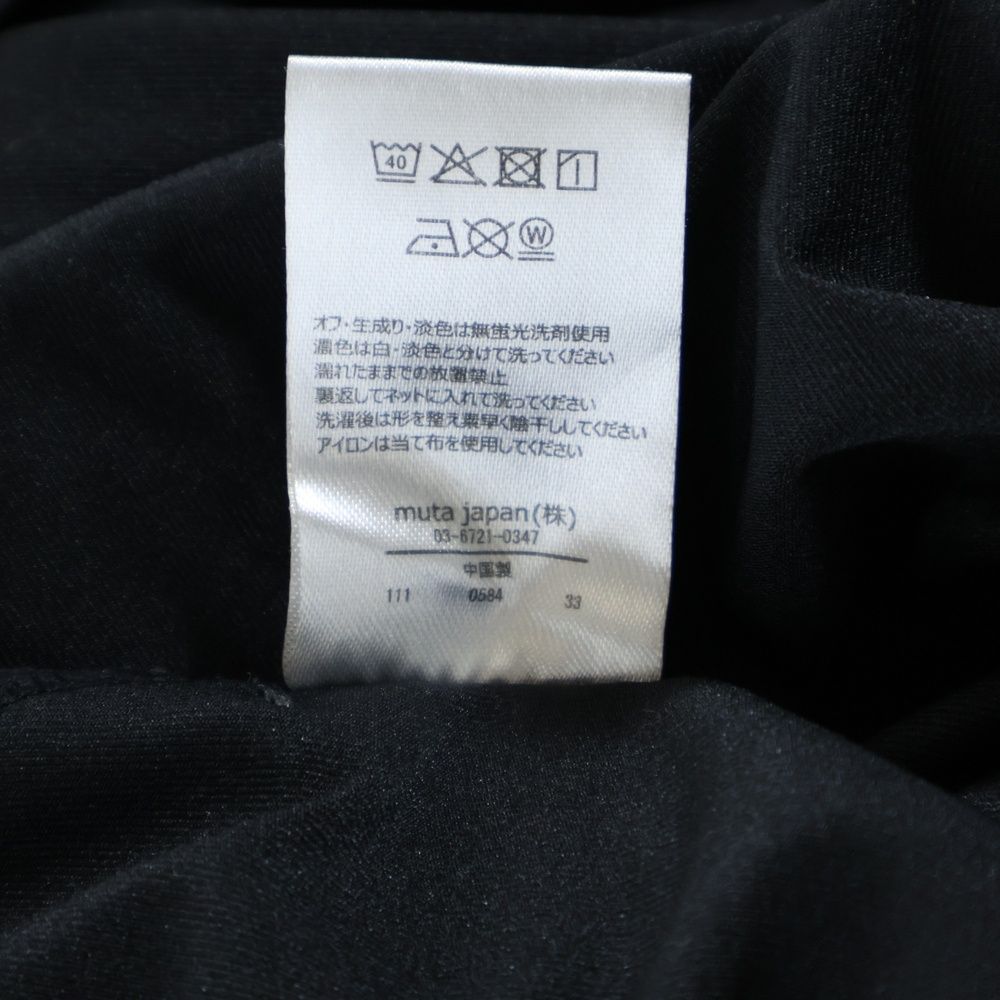 40
W
オフ・生成り・淡色は無蛍光洗剤使用
濃色は白・淡色と分けて洗ってください
濡れたままでの放置禁止
裏返してネットに入れて洗ってください
洗濯後は形を整え素早く陰干ししてください
アイロンは当て布を使用してください
muta japan(株)
03-6721-0347
中国製
111 0584 33